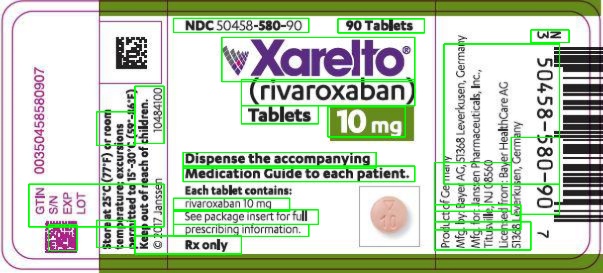 00350458580907
GTIN
S/N
EXP
LOT
Store at 25°C (77°F) or room
temperature; excursions
permitted to 15°-30°C (59°-86°F).
Keep out of reach of children.
© 2017 Janssen 10484100
NDC 50458-580-90 90 Tablets
Xarelto®
(rivaroxaban)
Tablets 10 mg
Dispense the accompanying
Medication Guide to each patient.
Each tablet contains:
rivaroxaban 10 mg
See package insert for full
prescribing information.
Rx only
10
Product of Germany
Mfg. by: Bayer AG, 51368 Leverkusen, Germany
Mfg. for: Janssen Pharmaceuticals, Inc.,
Titusville, NJ 08560
Licensed from: Bayer HealthCare AG
51368 Leverkusen, Germany
N3 50458-580-90 7